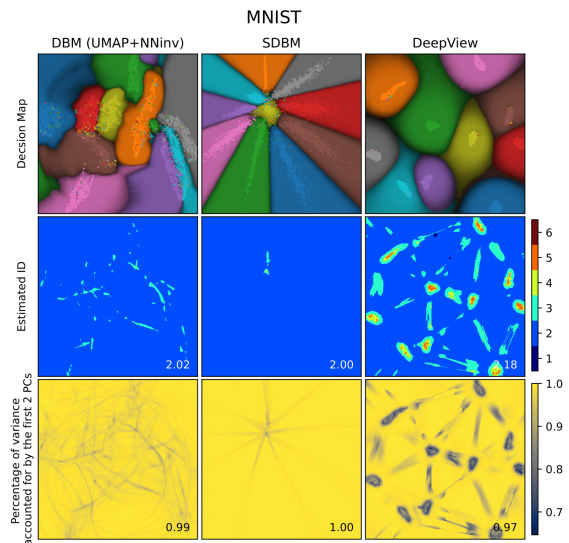 MNIST
DBM (UMAP+NNinv) SDBM DeepView
Decsion Map
Estimated ID
2.02 2.00 2.18
6
5
4
3
2
1
Percentage of variance
accounted for by the first 2 PCs
0.99 1.00 0.97
1.0
0.9
0.8
0.7